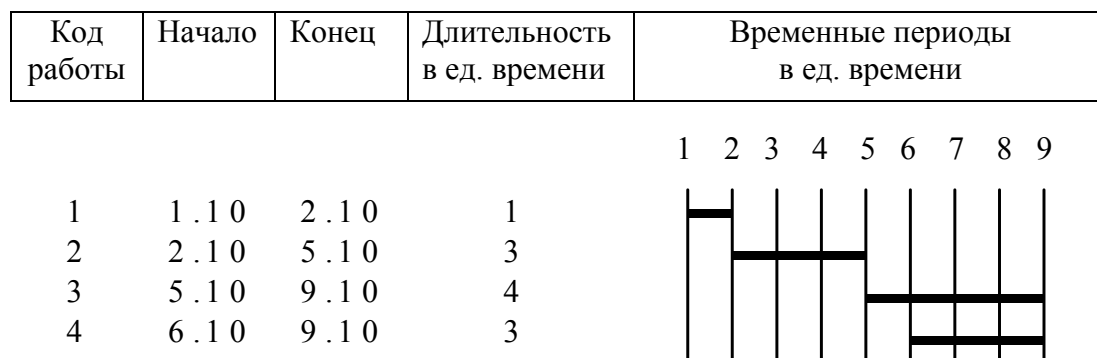 Код работы Начало Конец Длительность в ед. времени Временные периоды в ед. времени
1 2 3 4 5 6 7 8 9
1 1.10 2.10 1
2 2.10 5.10 3
3 5.10 9.10 4
4 6.10 9.10 3